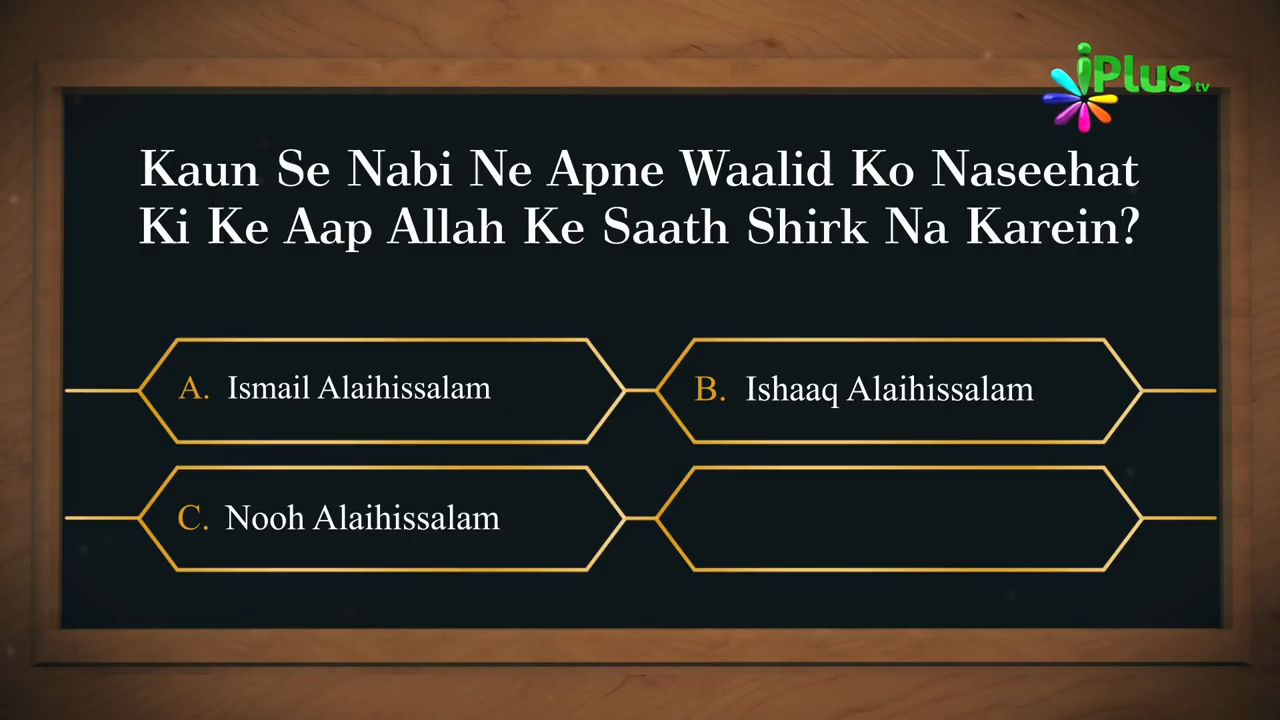 iPlus tv
Kaun Se Nabi Ne Apne Waalid Ko Naseehat
Ki Ke Aap Allah Ke Saath Shirk Na Karein?
A. Ismail Alaihissalam
B. Ishaaq Alaihissalam
C. Nooh Alaihissalam